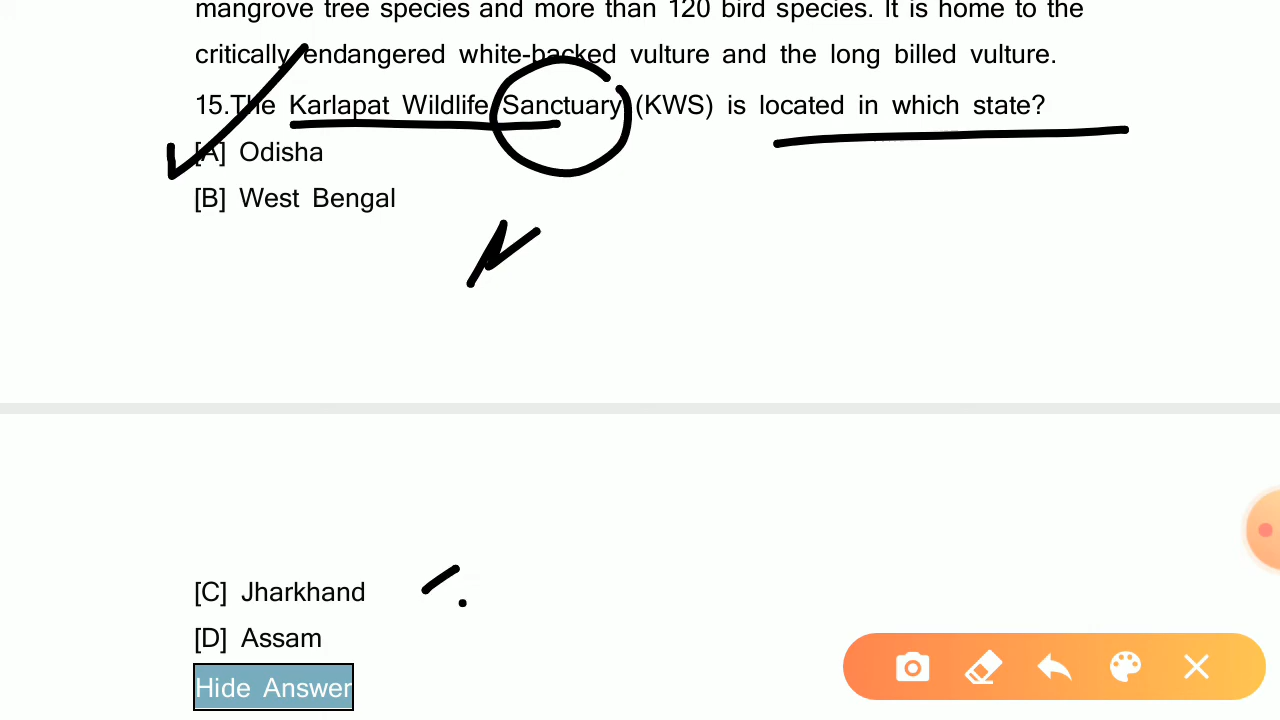 mangrove tree species and more than 120 bird species. It is home to the
critically endangered white-backed vulture and the long billed vulture.
15.The Karlapat Wildlife Sanctuary (KWS) is located in which state?
[A] Odisha
[B] West Bengal
[C] Jharkhand
[D] Assam
Hide Answer